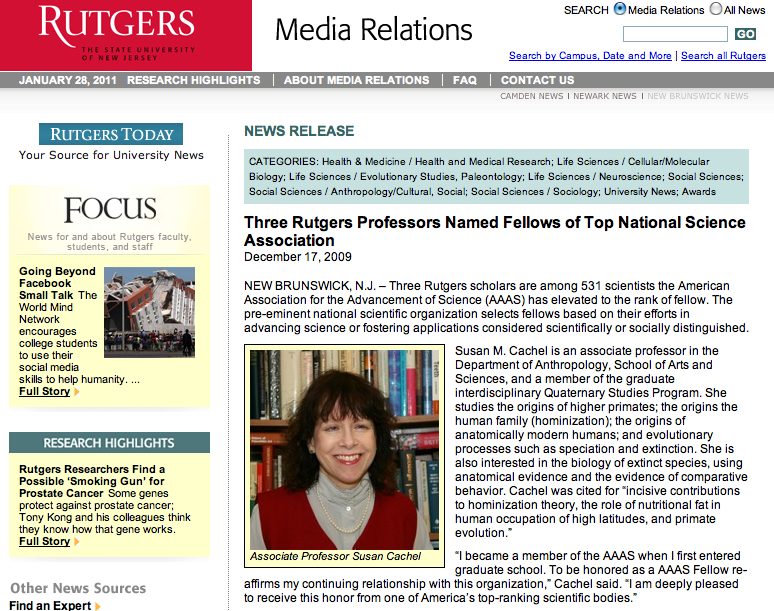 RUTGERS
THE STATE UNIVERSITY
OF NEW JERSEY
Media Relations
SEARCH Media Relations All News
GO
Search by Campus, Date and More | Search all Rutgers
JANUARY 28, 2011 RESEARCH HIGHLIGHTS | ABOUT MEDIA RELATIONS | FAQ | CONTACT US
CAMDEN NEWS | NEWARK NEWS | NEW BRUNSWICK NEWS
RUTGERS TODAY
Your Source for University News
FOCUS
News for and about Rutgers faculty,
students, and staff
Going Beyond
Facebook
Small Talk The
World Mind
Network
encourages
college students
to use their
social media
skills to help humanity. ...
Full Story
RESEARCH HIGHLIGHTS
Rutgers Researchers Find a
Possible ‘Smoking Gun’ for
Prostate Cancer Some genes
protect against prostate cancer;
Tony Kong and his colleagues think
they know how that gene works.
Full Story
Other News Sources
Find an Expert
NEWS RELEASE
CATEGORIES: Health & Medicine / Health and Medical Research; Life Sciences / Cellular/Molecular
Biology; Life Sciences / Evolutionary Studies, Paleontology; Life Sciences / Neuroscience; Social Sciences;
Social Sciences / Anthropology/Cultural, Social; Social Sciences / Sociology; University News; Awards
Three Rutgers Professors Named Fellows of Top National Science
Association
December 17, 2009
NEW BRUNSWICK, N.J. – Three Rutgers scholars are among 531 scientists the American
Association for the Advancement of Science (AAAS) has elevated to the rank of fellow. The
pre-eminent national scientific organization selects fellows based on their efforts in
advancing science or fostering applications considered scientifically or socially distinguished.
Associate Professor Susan Cachel
Susan M. Cachel is an associate professor in the
Department of Anthropology, School of Arts and
Sciences, and a member of the graduate
interdisciplinary Quaternary Studies Program. She
studies the origins of higher primates; the origins the
human family (hominization); the origins of
anatomically modern humans; and evolutionary
processes such as speciation and extinction. She is
also interested in the biology of extinct species, using
anatomical evidence and the evidence of comparative
behavior. Cachel was cited for “incisive contributions
to hominization theory, the role of nutritional fat in
human occupation of high latitudes, and primate
evolution.”
“I became a member of the AAAS when I first entered
graduate school. To be honored as a AAAS Fellow re-
affirms my continuing relationship with this organization,” Cachel said. “I am deeply pleased
to receive this honor from one of America’s top-ranking scientific bodies.”